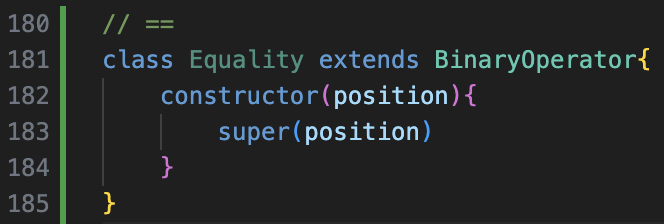 180 // ==
181 class Equality extends BinaryOperator{
182 constructor(position){
183 super(position)
184 }
185 }